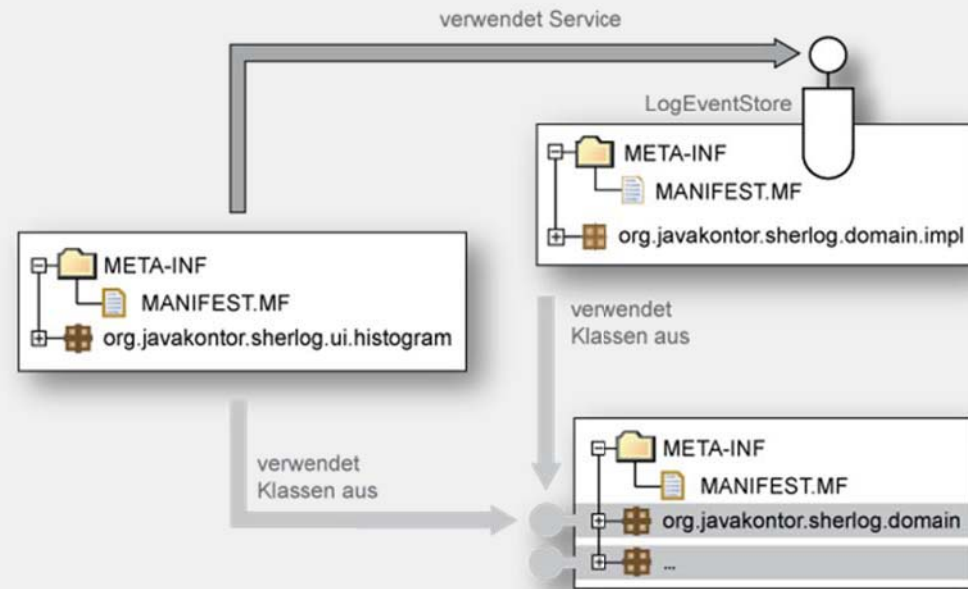 verwendet Service
LogEventStore
META-INF
MANIFEST.MF
org.javakontor.sherlog.domain.impl
META-INF
MANIFEST.MF
org.javakontor.sherlog.ui.histogram
verwendet
Klassen aus
verwendet
Klassen aus
META-INF
MANIFEST.MF
org.javakontor.sherlog.domain
...